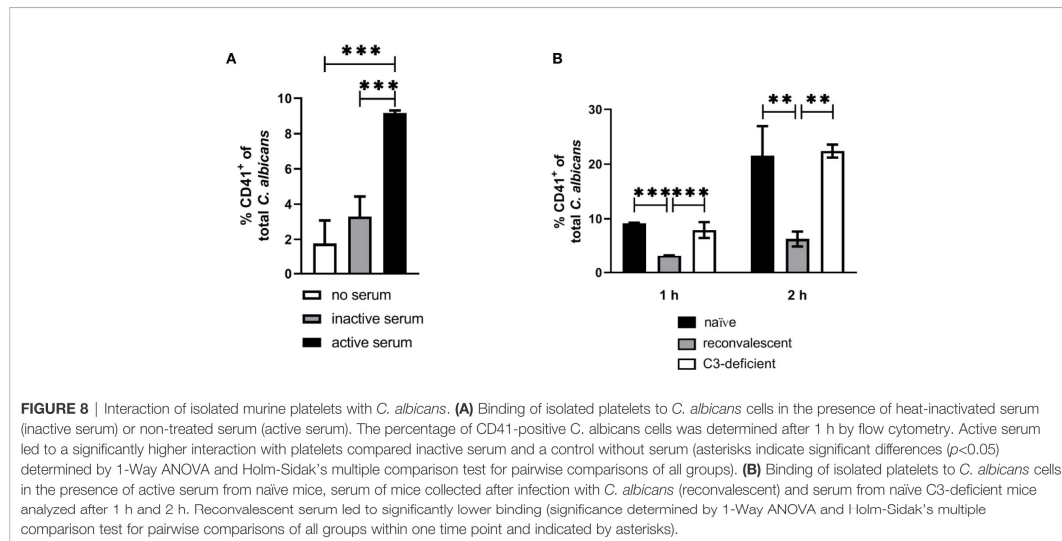 A
***
***
10
8
6
4
2
0
% CD41+ of
total C. albicans
no serum
inactive serum
active serum
B
** **
***
***
30
20
10
0
% CD41+ of
total C. albicans
1 h 2 h
naïve
reconvalescent
C3-deficient
FIGURE 8 | Interaction of isolated murine platelets with C. albicans. (A) Binding of isolated platelets to C. albicans cells in the presence of heat-inactivated serum
(inactive serum) or non-treated serum (active serum). The percentage of CD41-positive C. albicans cells was determined after 1 h by flow cytometry. Active serum
led to a significantly higher interaction with platelets compared inactive serum and a control without serum (asterisks indicate significant differences (p<0.05)
determined by 1-Way ANOVA and Holm-Sidak's multiple comparison test for pairwise comparisons of all groups). (B) Binding of isolated platelets to C. albicans cells
in the presence of active serum from naïve mice, serum of mice collected after infection with C. albicans (reconvalescent) and serum from naïve C3-deficient mice
analyzed after 1 h and 2 h. Reconvalescent serum led to significantly lower binding (significance determined by 1-Way ANOVA and Holm-Sidak's multiple
comparison test for pairwise comparisons of all groups within one time point and indicated by asterisks).